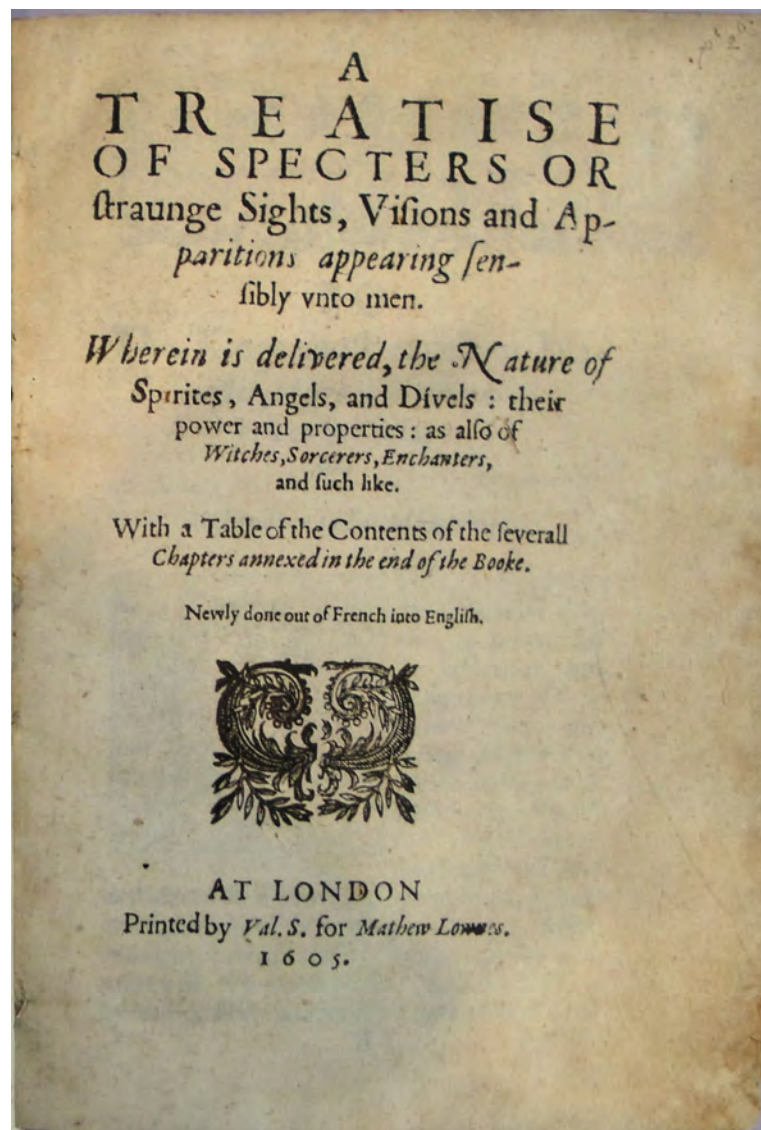 A
TREATISE
OF SPECTERS OR
ſtraunge Sights, Viſions and Ap-
paritions appearing ſen-
ſibly vnto men.
Wherein is delivered, the Nature of
Spirites, Angels, and Divels : their
power and properties : as alſo of
Witches, Sorcerers, Enchanters,
and ſuch like.
With a Table of the Contents of the ſeverall
Chapters annexed in the end of the Booke.
Newly done out of French into Engliſh.
AT LONDON
Printed by Val. S. for Mathew Lownes.
1605.